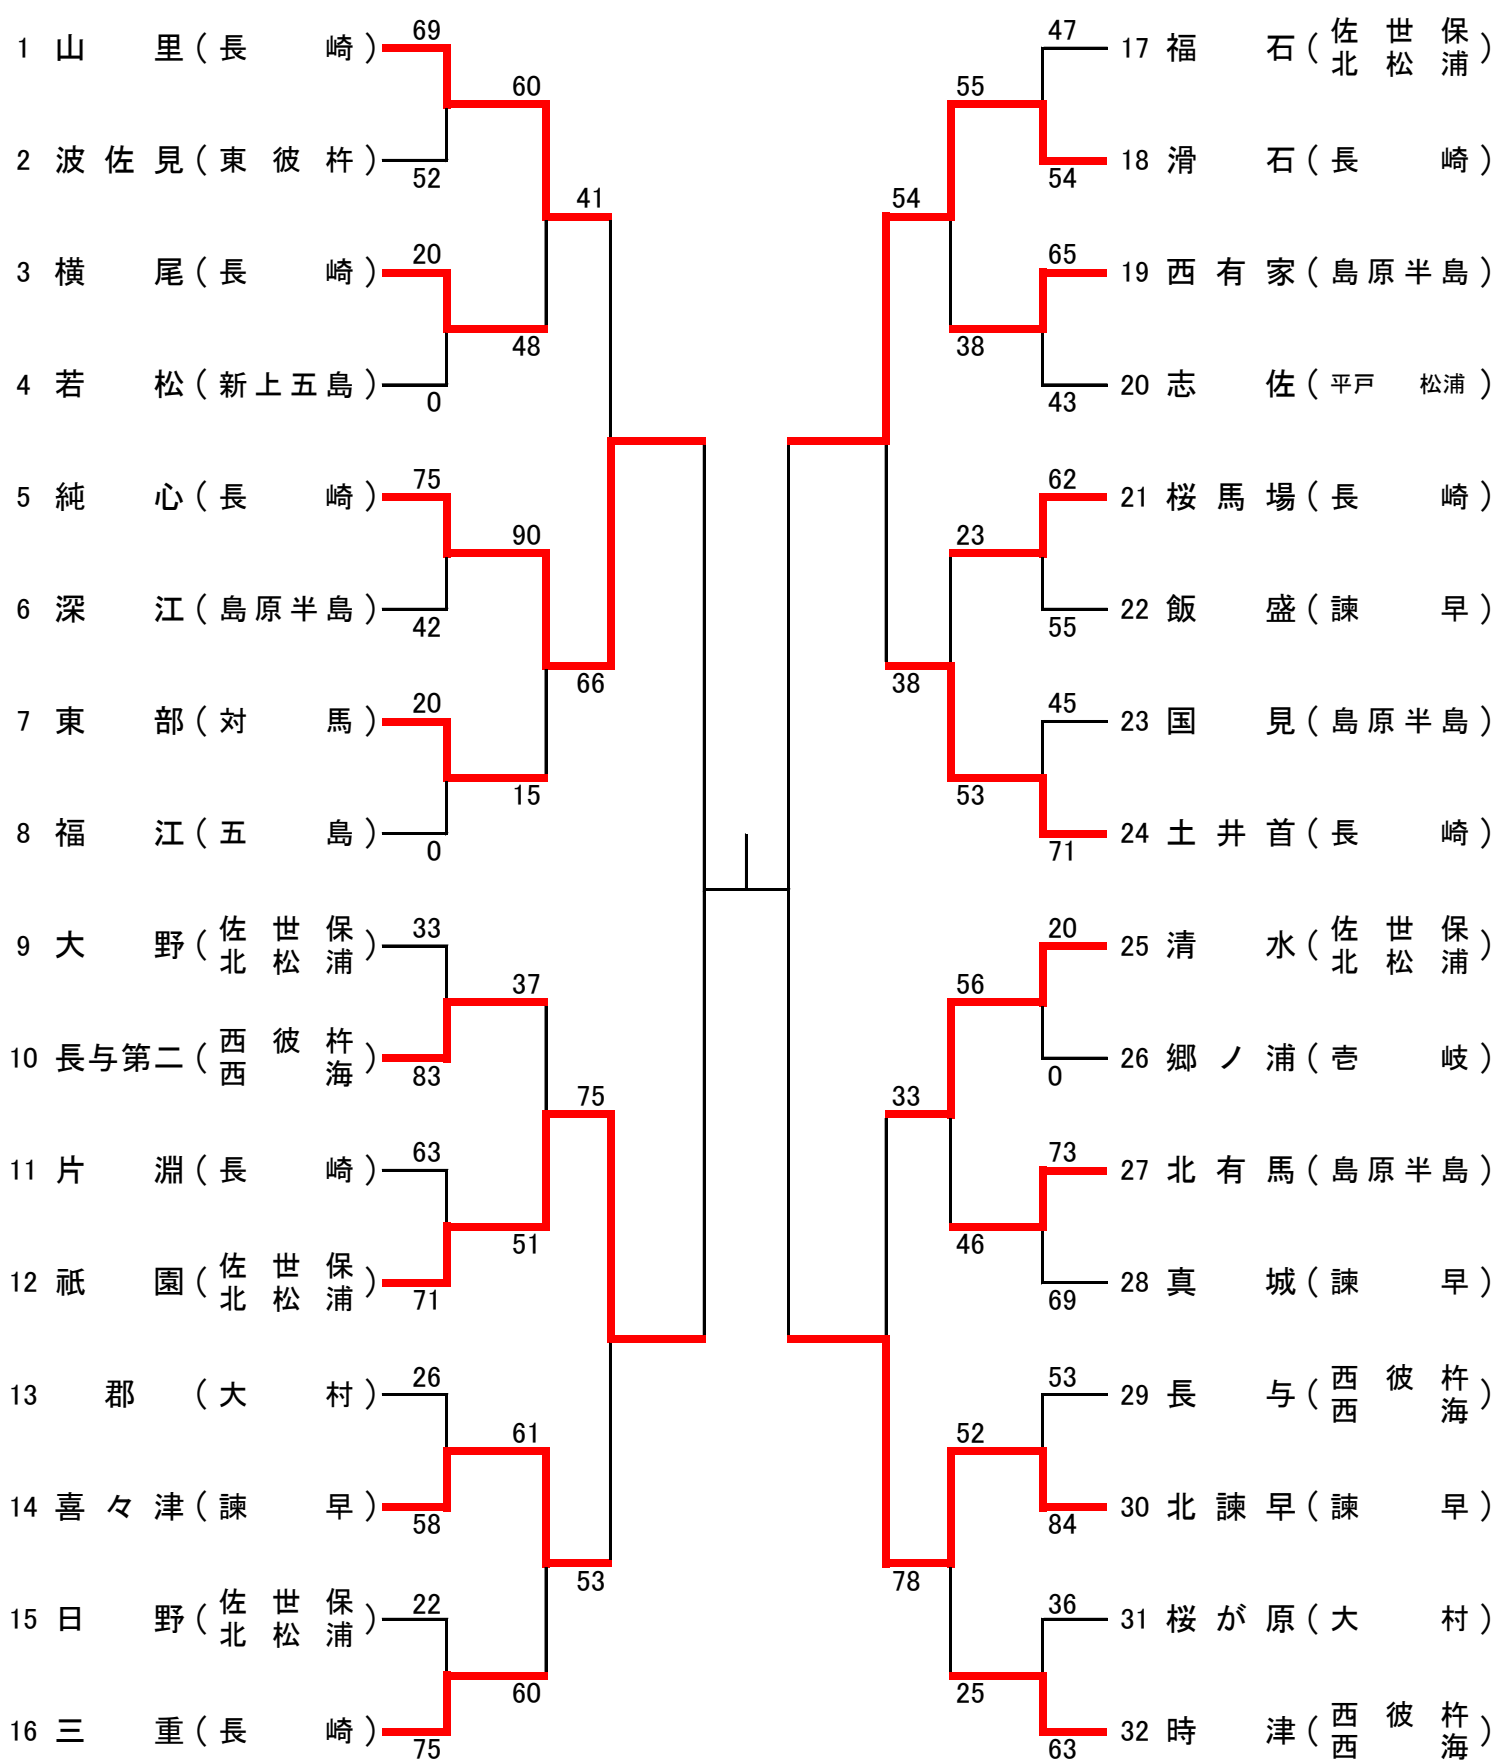 69
1 山里(長崎)
60
2 波佐見(東彼杵)
52
41
20
3 横尾(長崎)
48
4 若松(新上五島)
0
75
5 純心(長崎)
90
6 深江(島原半島)
42
66
20
7 東部(対馬)
15
8 福江(五島)
0
33
9 大野(佐世保
北松浦)
37
10 長与第二(西彼杵
西海)
83
75
63
11 片淵(長崎)
51
12 祇園(佐世保
北松浦)
71
26
13 郡(大村)
61
14 喜々津(諫早)
58
53
22
15 日野(佐世保
北松浦)
60
16 三重(長崎)
75
47
17 福石(佐世保
北松浦)
55
18 滑石(長崎)
54
54
65
19 西有家(島原半島)
38
20 志佐(平戸 松浦)
43
62
21 桜馬場(長崎)
23
22 飯盛(諫早)
55
38
45
23 国見(島原半島)
53
24 土井首(長崎)
71
20
25 清水(佐世保
北松浦)
56
26 郷ノ浦(壱岐)
0
33
73
27 北有馬(島原半島)
46
28 真城(諫早)
69
53
29 長与(西彼杵
西海)
52
30 北諫早(諫早)
84
78
36
31 桜が原(大村)
25
32 時津(西彼杵
西海)
63